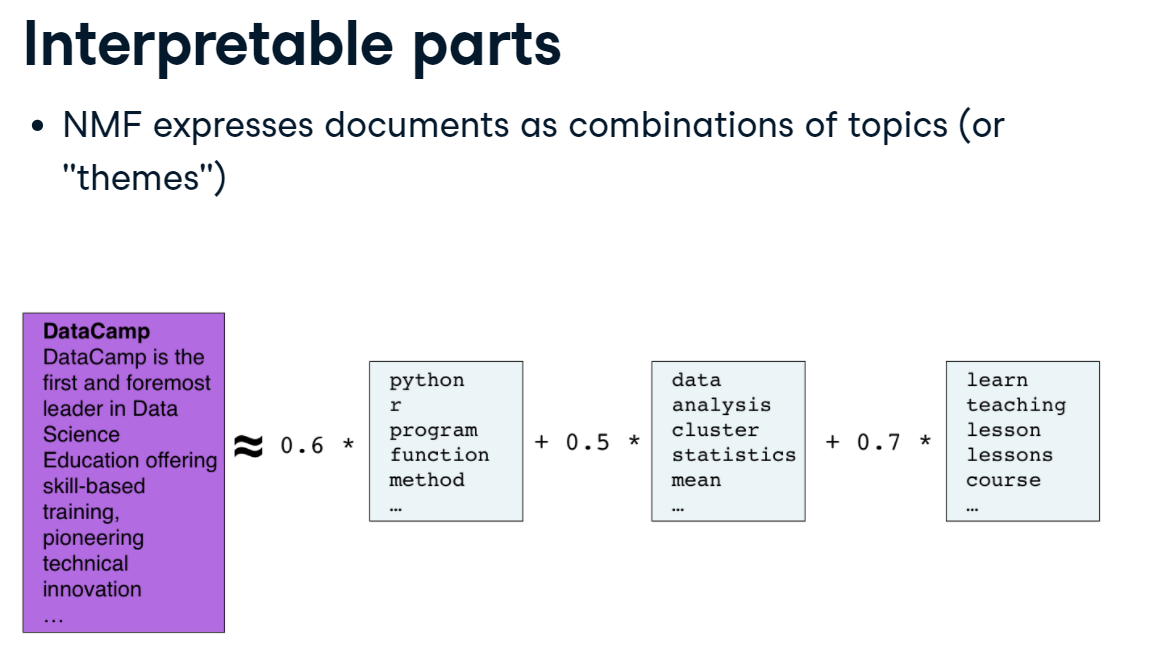 Interpretable parts
• NMF expresses documents as combinations of topics (or
"themes")
DataCamp
DataCamp is the
first and foremost
leader in Data
Science
Education offering
skill-based
training,
pioneering
technical
innovation
...
≈ 0.6 *
python
r
program
function
method
...
+ 0.5 *
data
analysis
cluster
statistics
mean
...
+ 0.7 *
learn
teaching
lesson
lessons
course
...